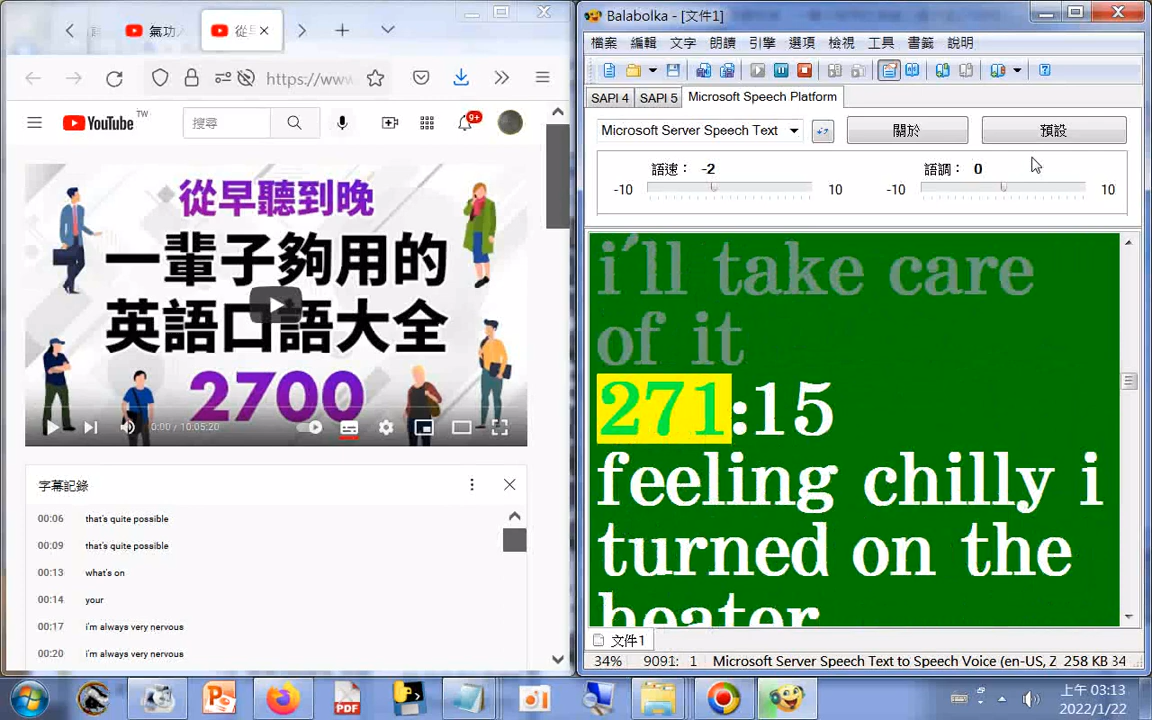 氣功
從
https://www
YouTube TW
搜尋
9+
從早聽到晚
一輩子夠用的
英語口語大全
2700
0:00 / 10:05:20
字幕記錄
00:06 that's quite possible
00:09 that's quite possible
00:13 what's on
00:14 your
00:17 i'm always very nervous
00:20 i'm always very nervous
Balabolka - [文件1]
檔案 編輯 文字 朗讀 引擎 選項 檢視 工具 書籤 說明
SAPI 4 SAPI 5 Microsoft Speech Platform
Microsoft Server Speech Text 關於 預設
語速： -2 語調： 0
-10 10 -10 10
i'll take care
of it
271:15
feeling chilly i
turned on the
heater
文件1
34% 9091: 1 Microsoft Server Speech Text to Speech Voice (en-US, Z 258 KB 34
PDF
上午 03:13
2022/1/22